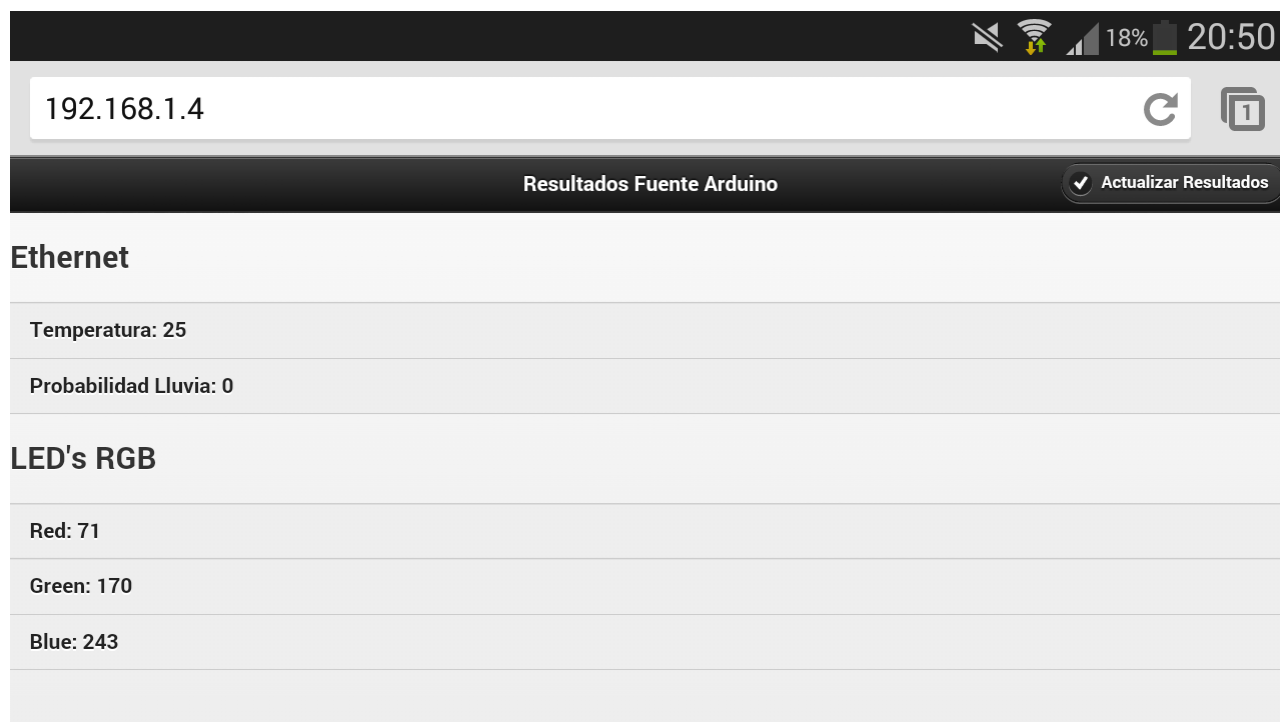 18% 20:50
192.168.1.4
1
Resultados Fuente Arduino
Actualizar Resultados
Ethernet
Temperatura: 25
Probabilidad Lluvia: 0
LED's RGB
Red: 71
Green: 170
Blue: 243